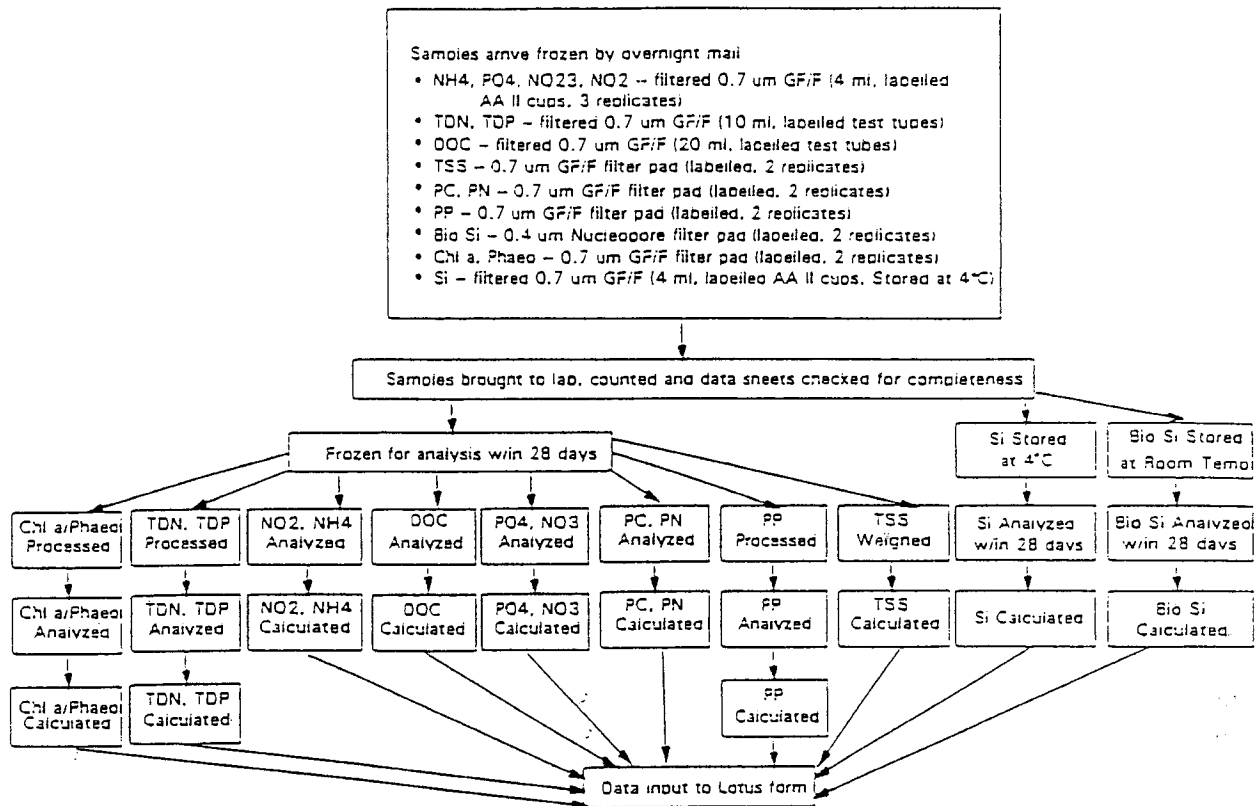 Samples arrive frozen by overnight mail
• NH4, PO4, NO23, NO2 – filtered 0.7 um GF/F (4 ml, labelled
AA II cups, 3 replicates)
• TDN, TDP – filtered 0.7 um GF/F (10 ml, labelled test tubes)
• DOC – filtered 0.7 um GF/F (20 ml, labelled test tubes)
• TSS – 0.7 um GF/F filter pad (labelled, 2 replicates)
• PC, PN – 0.7 um GF/F filter pad (labelled, 2 replicates)
• PP – 0.7 um GF/F filter pad (labelled, 2 replicates)
• Bio Si – 0.4 um Nucleopore filter pad (labelled, 2 replicates)
• Chl a, Phaeo – 0.7 um GF/F filter pad (labelled, 2 replicates)
• Si – filtered 0.7 um GF/F (4 ml, labelled AA II cups, Stored at 4°C)
Samples brought to lab, counted and data sheets checked for completeness
Frozen for analysis w/in 28 days
Si Stored
at 4°C
Bio Si Stored
at Room Temp
Chl a/Phaeo
Processed
TDN, TDP
Processed
NO2, NH4
Analyzed
DOC
Analyzed
PO4, NO3
Analyzed
PC, PN
Analyzed
PP
Processed
TSS
Weighed
Si Analyzed
w/in 28 days
Bio Si Analyzed
w/in 28 days
Chl a/Phaeo
Analyzed
TDN, TDP
Analyzed
NO2, NH4
Calculated
DOC
Calculated
PO4, NO3
Calculated
PC, PN
Calculated
PP
Analyzed
TSS
Calculated
Si Calculated
Bio Si
Calculated
Chl a/Phaeo
Calculated
TDN, TDP
Calculated
PP
Calculated
Data input to Lotus form